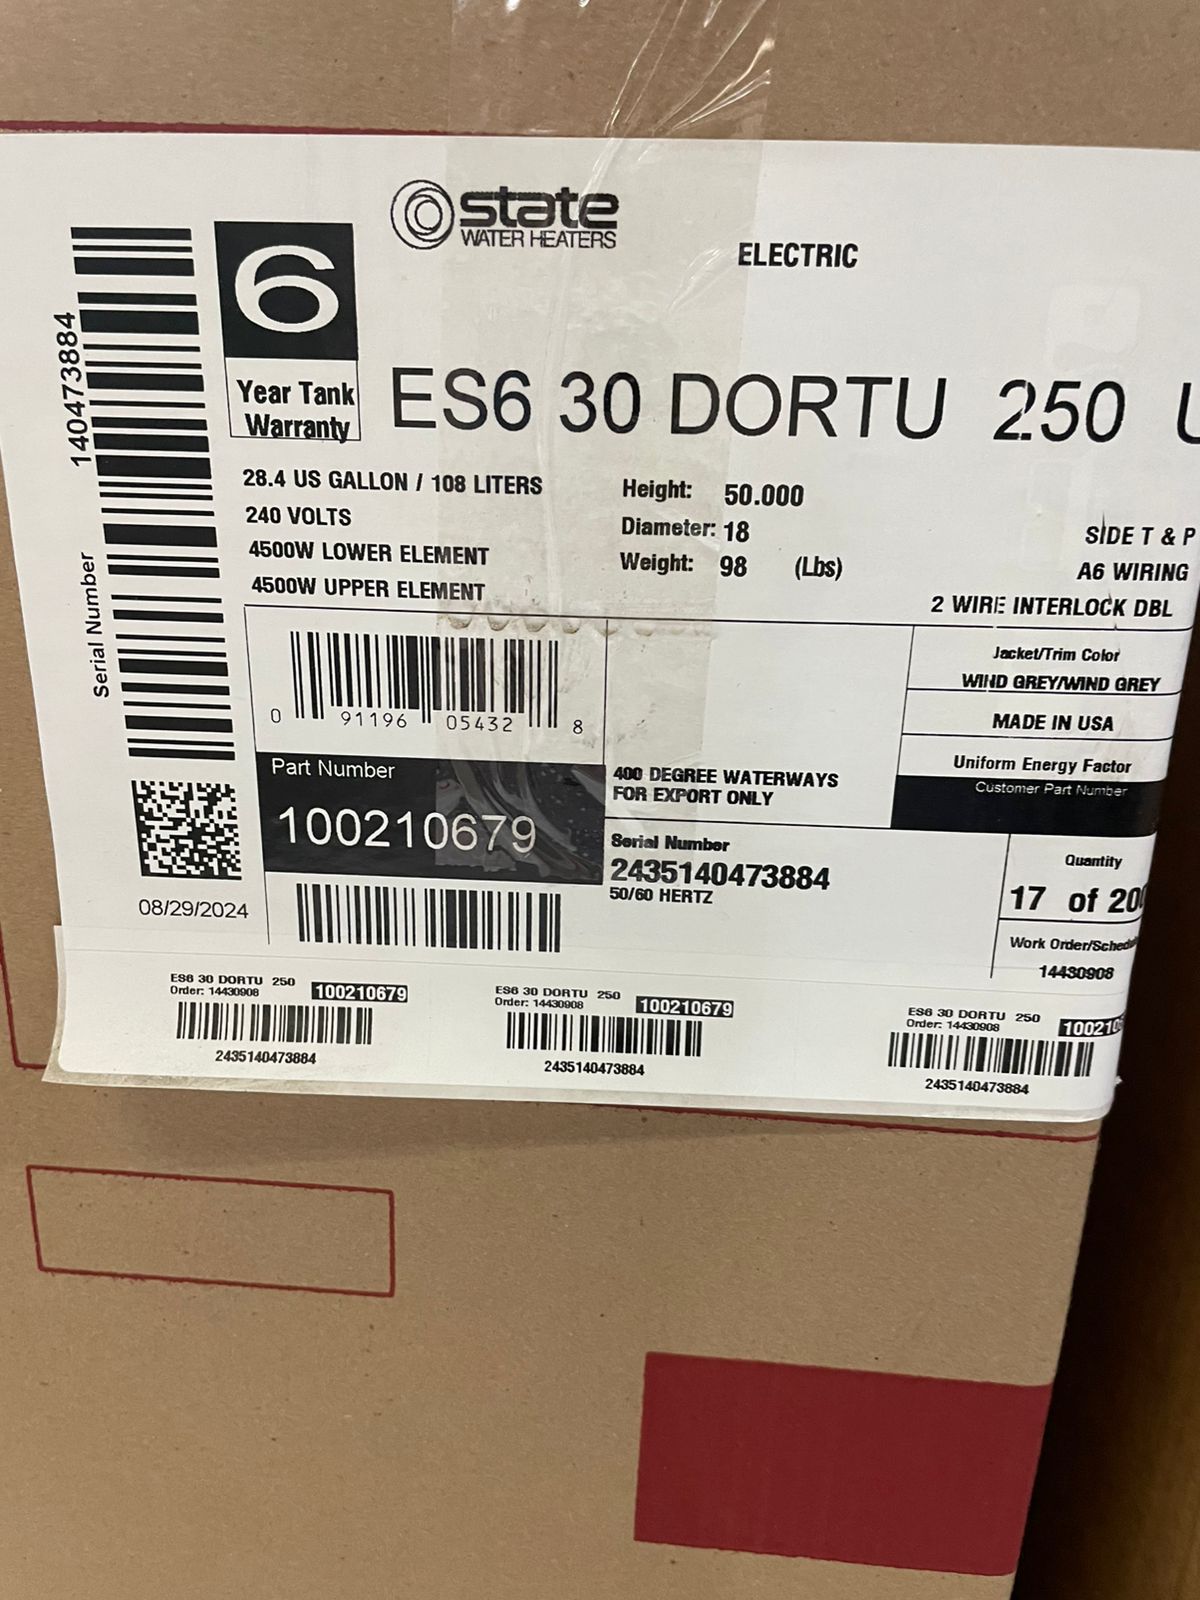 state
WATER HEATERS
ELECTRIC
6
Year Tank
Warranty
ES6 30 DORTU 250
140473884
Serial Number
28.4 US GALLON / 108 LITERS
240 VOLTS
4500W LOWER ELEMENT
4500W UPPER ELEMENT
Height: 50.000
Diameter: 18
Weight: 98 (Lbs)
SIDE T & P
A6 WIRING
2 WIRE INTERLOCK DBL
0 91196 05432 8
Jacket/Trim Color
WIND GREY/WIND GREY
MADE IN USA
Uniform Energy Factor
Customer Part Number
Part Number
100210679
400 DEGREE WATERWAYS
FOR EXPORT ONLY
Serial Number
2435140473884
50/60 HERTZ
Quantity
17 of
Work Order/
14430908
08/29/2024
ES6 30 DORTU 250
Order: 14430908 100210679
2435140473884
ES6 30 DORTU 250
Order: 14430908 100210679
2435140473884
ES6 30 DORTU 250
Order: 14430908
2435140473884